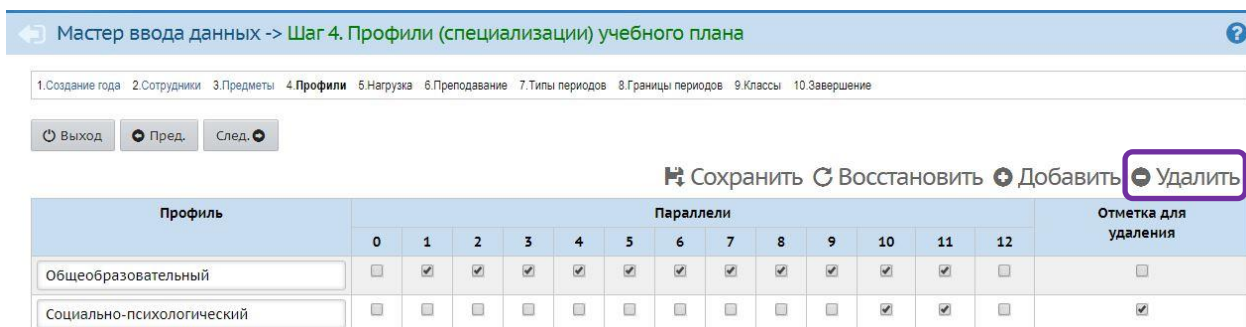 Мастер ввода данных -> Шаг 4. Профили (специализации) учебного плана ?
1.Создание года 2.Сотрудники 3.Предметы 4.Профили 5.Нагрузка 6.Преподавание 7.Типы периодов 8.Границы периодов 9.Классы 10.Завершение
Выход Пред. След.
Сохранить Восстановить Добавить Удалить
Профиль Параллели Отметка для удаления
0 1 2 3 4 5 6 7 8 9 10 11 12
Общеобразовательный
Социально-психологический